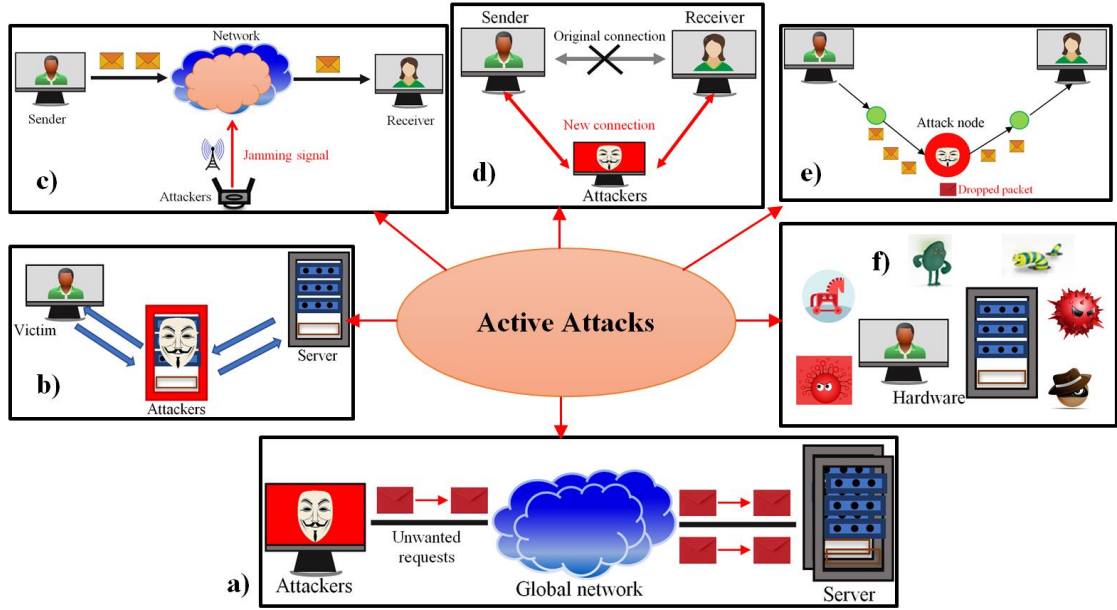 Network
Sender
Receiver
Jamming signal
Attackers
c)
Sender
Receiver
Original connection
New connection
Attackers
d)
Attack node
Dropped packet
e)
Victim
Server
Attackers
b)
Active Attacks
f)
Hardware
Unwanted
requests
Attackers
Global network
Server
a)